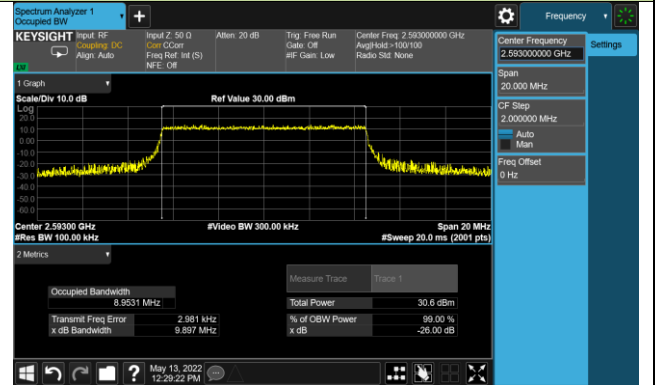 Spectrum Analyzer 1
Occupied BW
Frequency
KEYSIGHT
Input: RF
Coupling: DC
Align: Auto
Input Z: 50 Ω
Corr CCorr
Freq Ref: Int (S)
NFE: Off
Atten: 20 dB
Trig: Free Run
Gate: Off
#IF Gain: Low
Center Freq: 2.593000000 GHz
Avg|Hold:>100/100
Radio Std: None
LXI
Center Frequency
2.593000000 GHz
Settings
Span
20.000 MHz
CF Step
2.000000 MHz
Auto
Man
Freq Offset
0 Hz
1 Graph
Scale/Div 10.0 dB
Ref Value 30.00 dBm
Log
20.0
10.0
0.00
-10.0
-20.0
-30.0
-40.0
-50.0
-60.0
Center 2.59300 GHz
#Video BW 300.00 kHz
Span 20 MHz
#Res BW 100.00 kHz
#Sweep 20.0 ms (2001 pts)
2 Metrics
Measure Trace
Trace 1
Occupied Bandwidth
8.9531 MHz
Total Power
30.6 dBm
Transmit Freq Error
2.981 kHz
% of OBW Power
99.00 %
x dB Bandwidth
9.897 MHz
x dB
-26.00 dB
?
May 13, 2022
12:29:22 PM